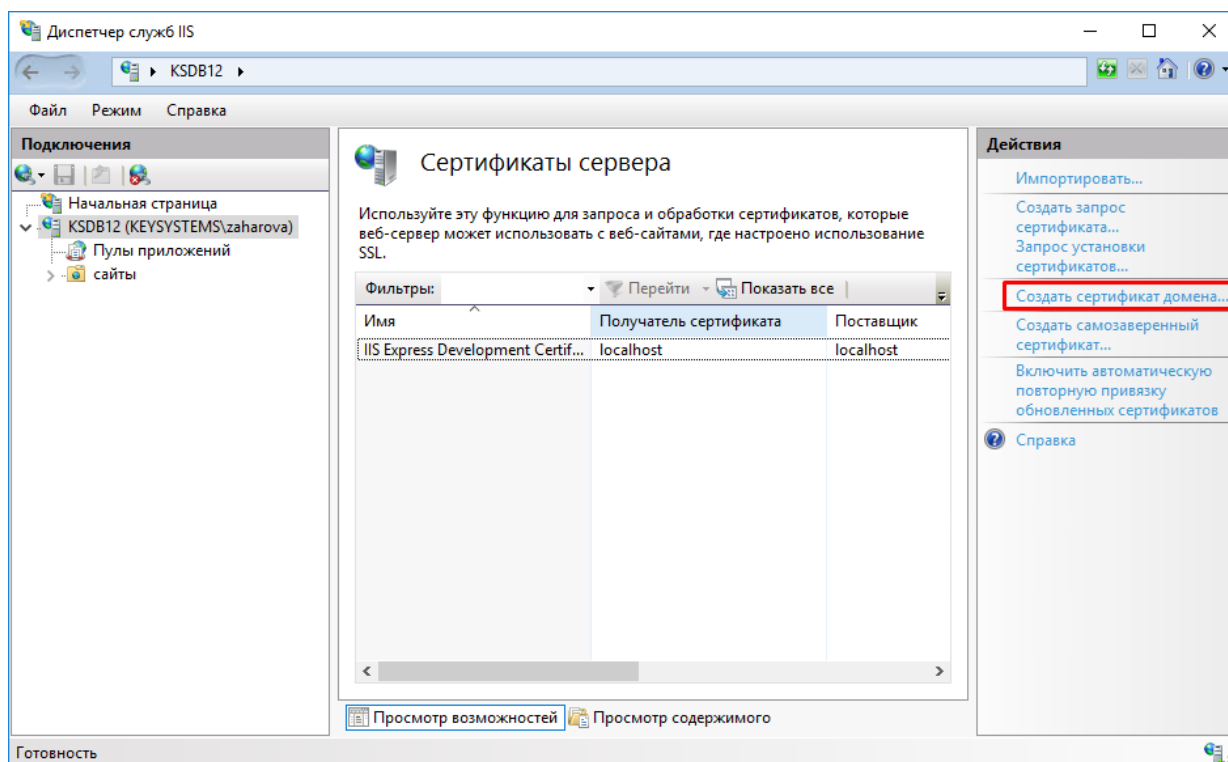 Диспетчер служб IIS
KSDB12
Файл Режим Справка
Подключения
Начальная страница
KSDB12 (KEYSYSTEMS\zaharova)
Пулы приложений
сайты
Сертификаты сервера
Используйте эту функцию для запроса и обработки сертификатов, которые
веб-сервер может использовать с веб-сайтами, где настроено использование
SSL.
Фильтры: Перейти Показать все
Имя Получатель сертификата Поставщик
IIS Express Development Certif... localhost localhost
Просмотр возможностей Просмотр содержимого
Действия
Импортировать...
Создать запрос
сертификата...
Запрос установки
сертификатов...
Создать сертификат домена...
Создать самозаверенный
сертификат...
Включить автоматическую
повторную привязку
обновленных сертификатов
Справка
Готовность